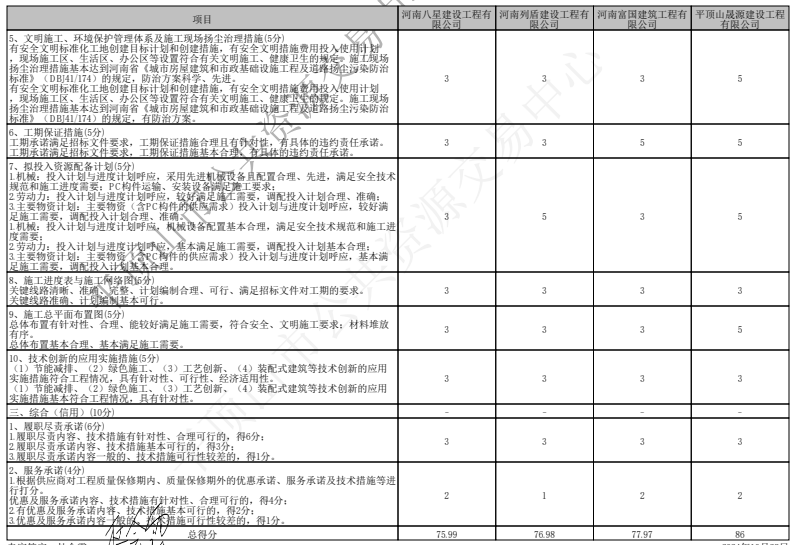 项目 河南八星建设工程有限公司 河南列盾建设工程有限公司 河南富国建筑工程有限公司 平顶山晟源建设工程有限公司
5、文明施工、环境保护管理体系及施工现场扬尘治理措施(5分)
有安全文明标准化工地创建目标计划和创建措施，有安全文明措施费用投入使用计划
，现场施工区、生活区、办公区等设置符合有关文明施工、健康卫生的规定。施工现场
扬尘治理措施基本达到河南省《城市房屋建筑和市政基础设施工程及道路扬尘污染防治
标准》（DBJ41/174）的规定，防治方案科学、先进。
有安全文明标准化工地创建目标计划和创建措施，有安全文明措施费用投入使用计划
，现场施工区、生活区、办公区等设置符合有关文明施工、健康卫生的规定。施工现场
扬尘治理措施基本达到河南省《城市房屋建筑和市政基础设施工程及道路扬尘污染防治
标准》（DBJ41/174）的规定，有防治方案。
3 3 3 5
6、工期保证措施(5分)
工期承诺满足招标文件要求，工期保证措施合理且有针对性，有具体的违约责任承诺。
工期承诺满足招标文件要求，工期保证措施基本合理，有具体的违约责任承诺。
3 3 5 5
7、拟投入资源配备计划(5分)
1.机械：投入计划与进度计划呼应，采用先进机械设备且配置合理、先进，满足安全技术
规范和施工进度需要；PC构件运输、安装设备满足施工要求；
2.劳动力：投入计划与进度计划呼应，较好满足施工需要，调配投入计划合理、准确；
3.主要物资计划：主要物资（含PC构件的供应需求）投入计划与进度计划呼应，较好满
足施工需要，调配投入计划合理、准确。
1.机械：投入计划与进度计划呼应，机械设备配置基本合理，满足安全技术规范和施工进
度需要；
2.劳动力：投入计划与进度计划呼应，基本满足施工需要，调配投入计划基本合理；
3.主要物资计划：主要物资（含PC构件的供应需求）投入计划与进度计划呼应，基本满
足施工需要，调配投入计划基本合理。
3 5 3 5
8、施工进度表与施工网络图(5分)
关键线路清晰、准确、完整、计划编制合理、可行、满足招标文件对工期的要求。
关键线路准确、计划编制基本可行。
3 3 3 3
9、施工总平面布置图(5分)
总体布置有针对性、合理、能较好满足施工需要，符合安全、文明施工要求；材料堆放
有序。
总体布置基本合理、基本满足施工需要。
3 3 3 5
10、技术创新的应用实施措施(5分)
（1）节能减排、（2）绿色施工、（3）工艺创新、（4）装配式建筑等技术创新的应用
实施措施符合工程情况，具有针对性、可行性、经济适用性。
（1）节能减排、（2）绿色施工、（3）工艺创新、（4）装配式建筑等技术创新的应用
实施措施基本符合工程情况，具有针对性。
3 3 3 3
三、综合（信用）(10分) - - - -
1、履职尽责承诺(6分)
1.履职尽责内容、技术措施有针对性、合理可行的，得6分；
2.履职尽责承诺内容、技术措施基本可行的，得3分；
3.履职尽责承诺内容一般的、技术措施可行性较差的，得1分。
3 3 3 3
2、服务承诺(4分)
1.根据供应商对工程质量保修期内、质量保修期外的优惠承诺、服务承诺及技术措施等进
行打分。
优惠及服务承诺内容、技术措施有针对性、合理可行的，得4分；
2.有优惠及服务承诺内容、技术措施基本可行的，得2分；
3.优惠及服务承诺内容一般的、技术措施可行性较差的，得1分。
2 1 2 2
总得分 75.99 76.98 77.97 86